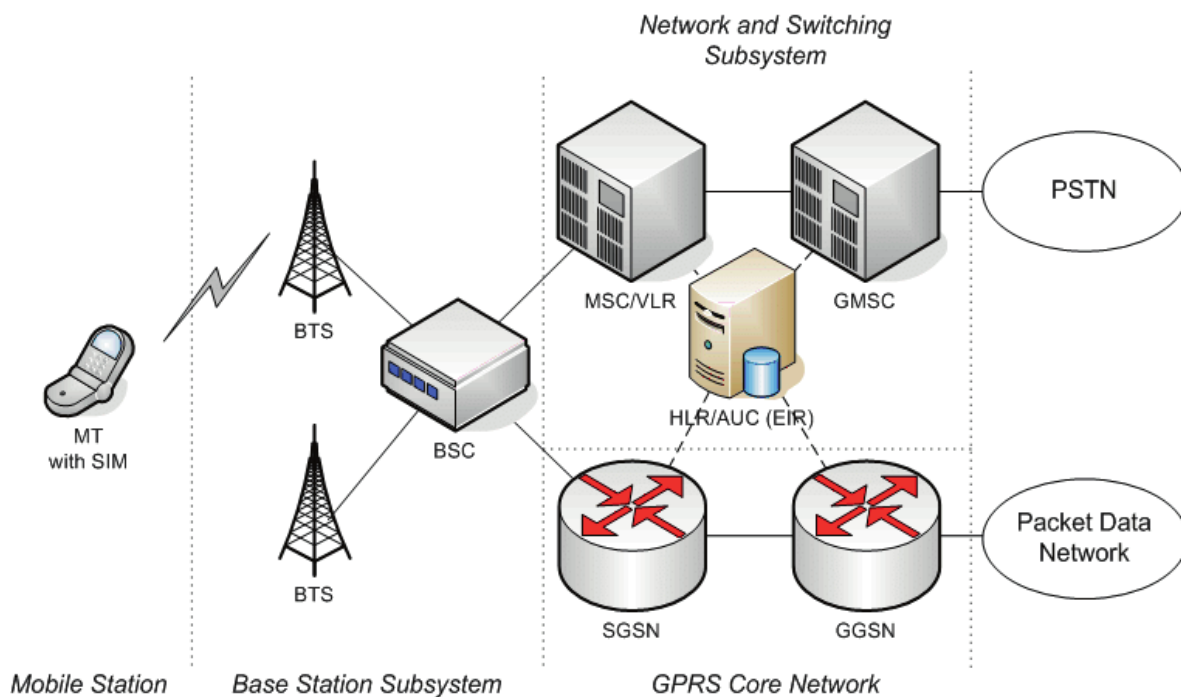 Network and Switching
Subsystem
PSTN
MSC/VLR
GMSC
BTS
HLR/AUC (EIR)
MT
with SIM
BSC
Packet Data
Network
BTS
SGSN
GGSN
Mobile Station
Base Station Subsystem
GPRS Core Network